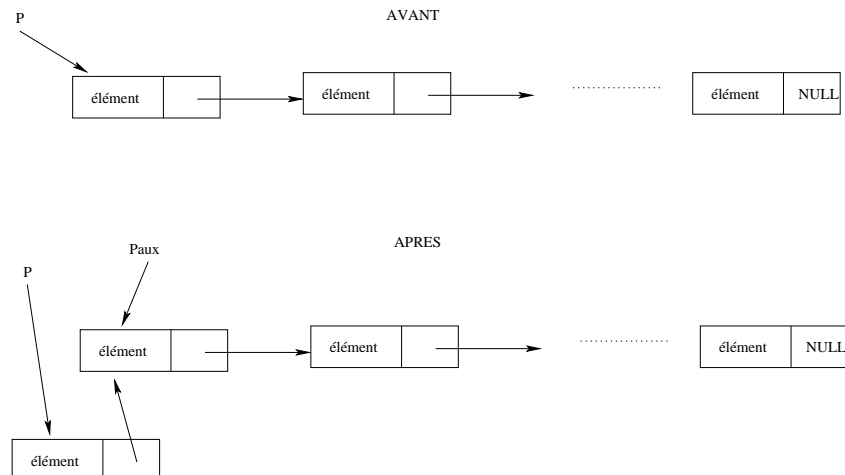 AVANT
P
élément
élément
élément NULL
APRES
Paux
P
élément
élément
élément NULL
élément